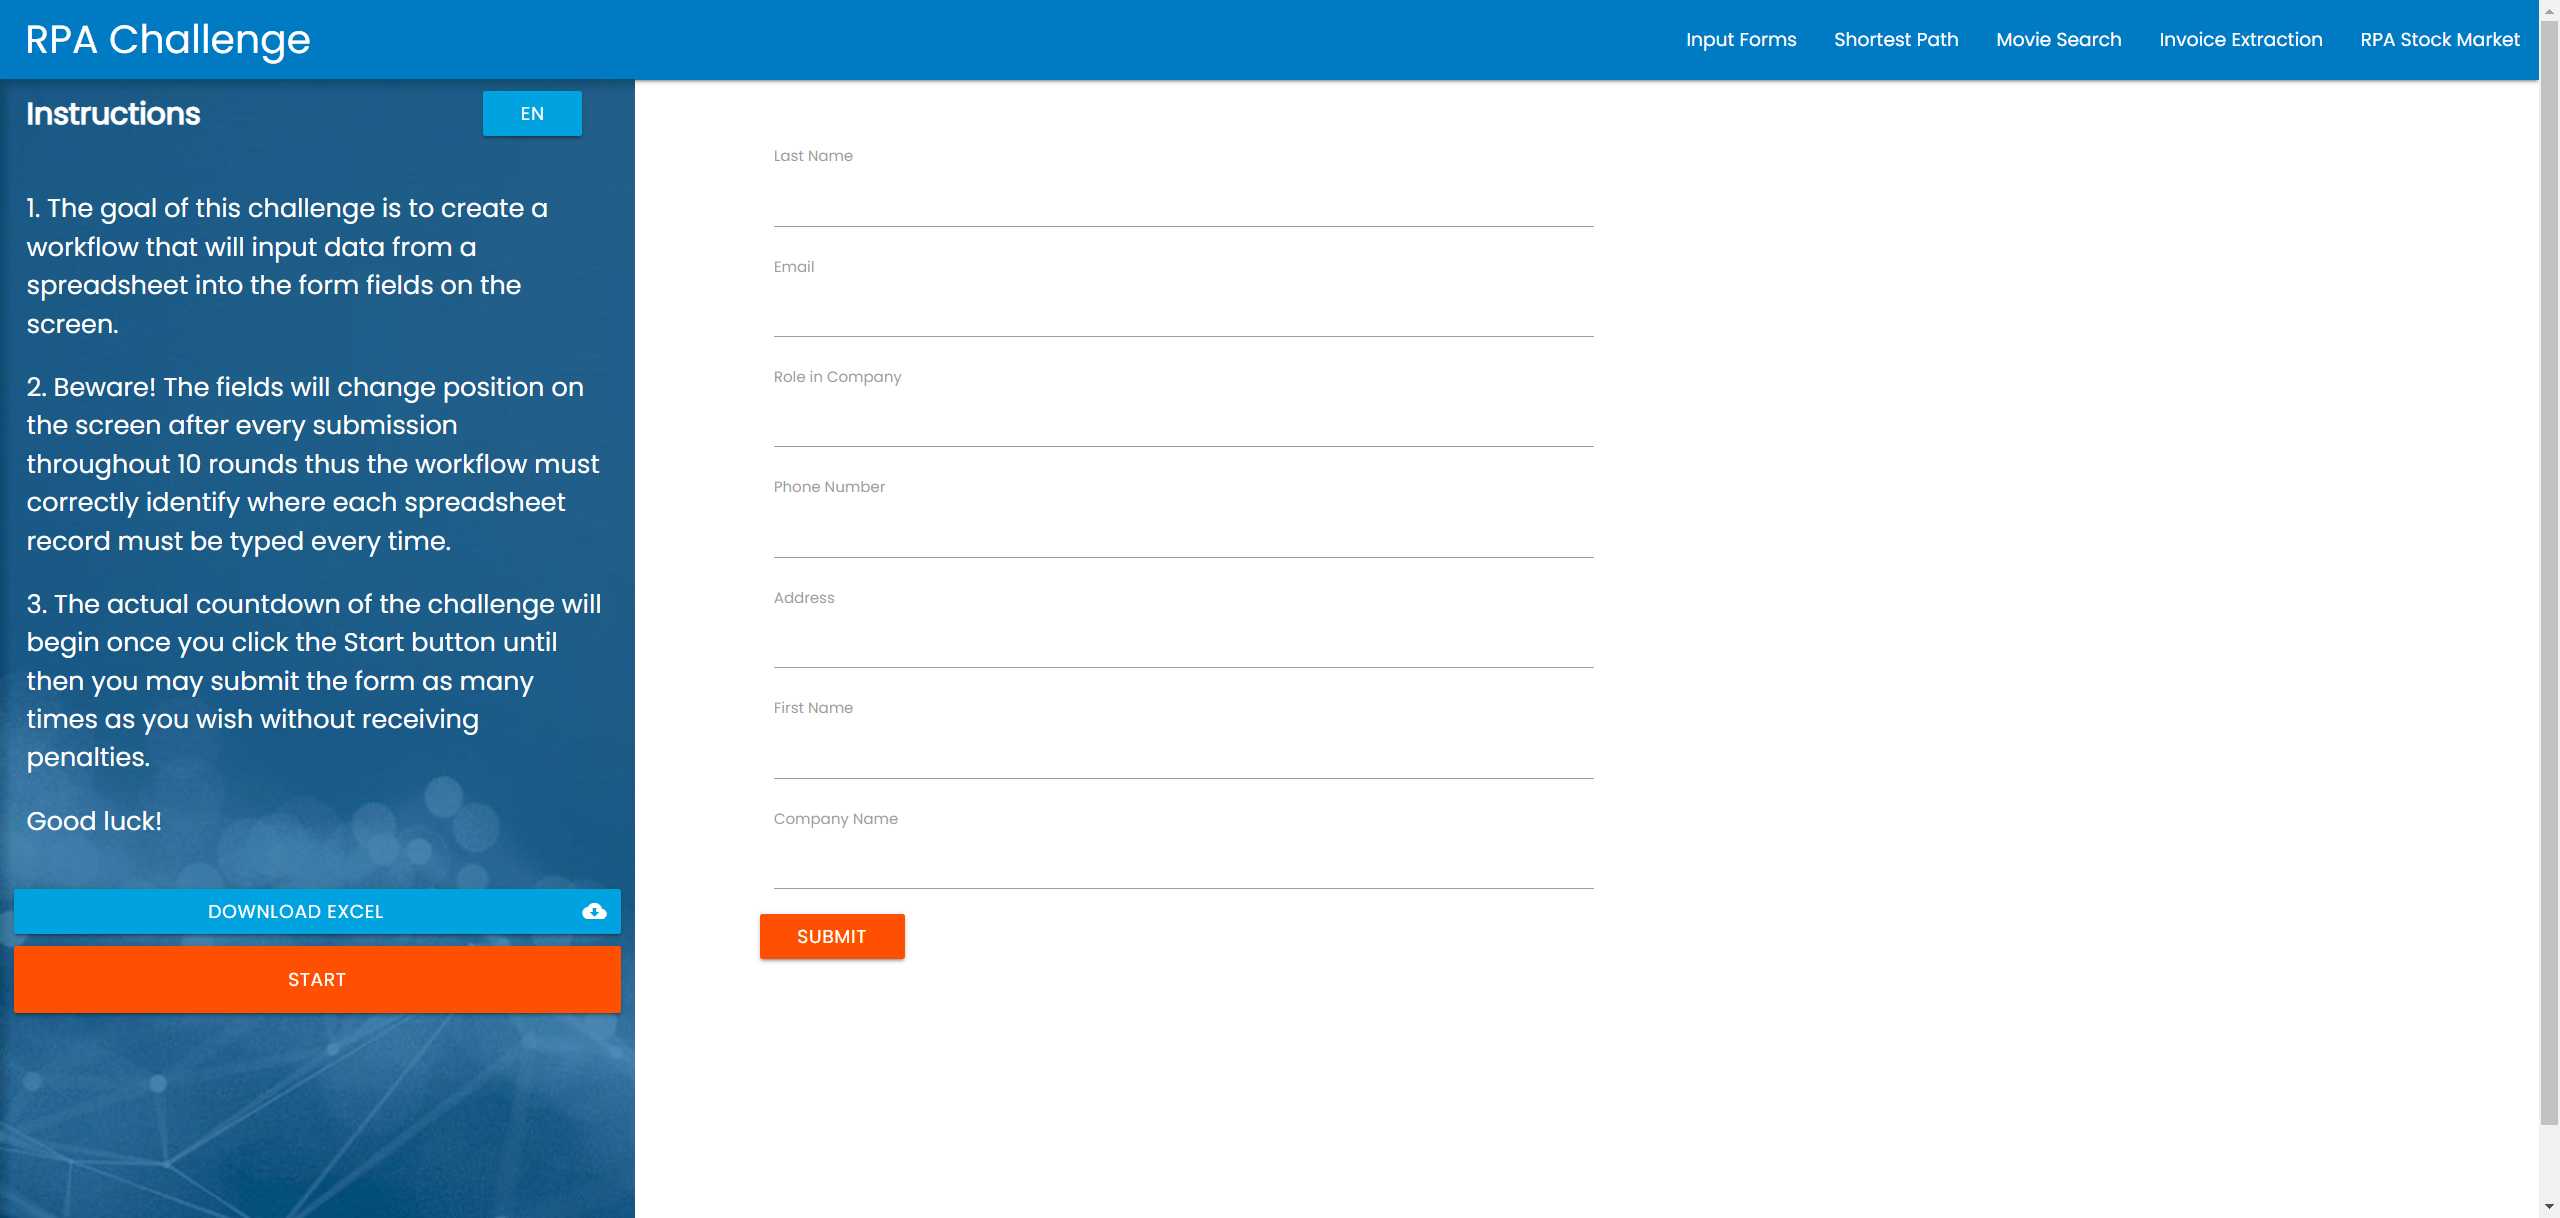 RPA Challenge
Input Forms
Shortest Path
Movie Search
Invoice Extraction
RPA Stock Market
Instructions
EN
1. The goal of this challenge is to create a
workflow that will input data from a
spreadsheet into the form fields on the
screen.
2. Beware! The fields will change position on
the screen after every submission
throughout 10 rounds thus the workflow must
correctly identify where each spreadsheet
record must be typed every time.
3. The actual countdown of the challenge will
begin once you click the Start button until
then you may submit the form as many
times as you wish without receiving
penalties.
Good luck!
DOWNLOAD EXCEL
START
Last Name
Email
Role in Company
Phone Number
Address
First Name
Company Name
SUBMIT